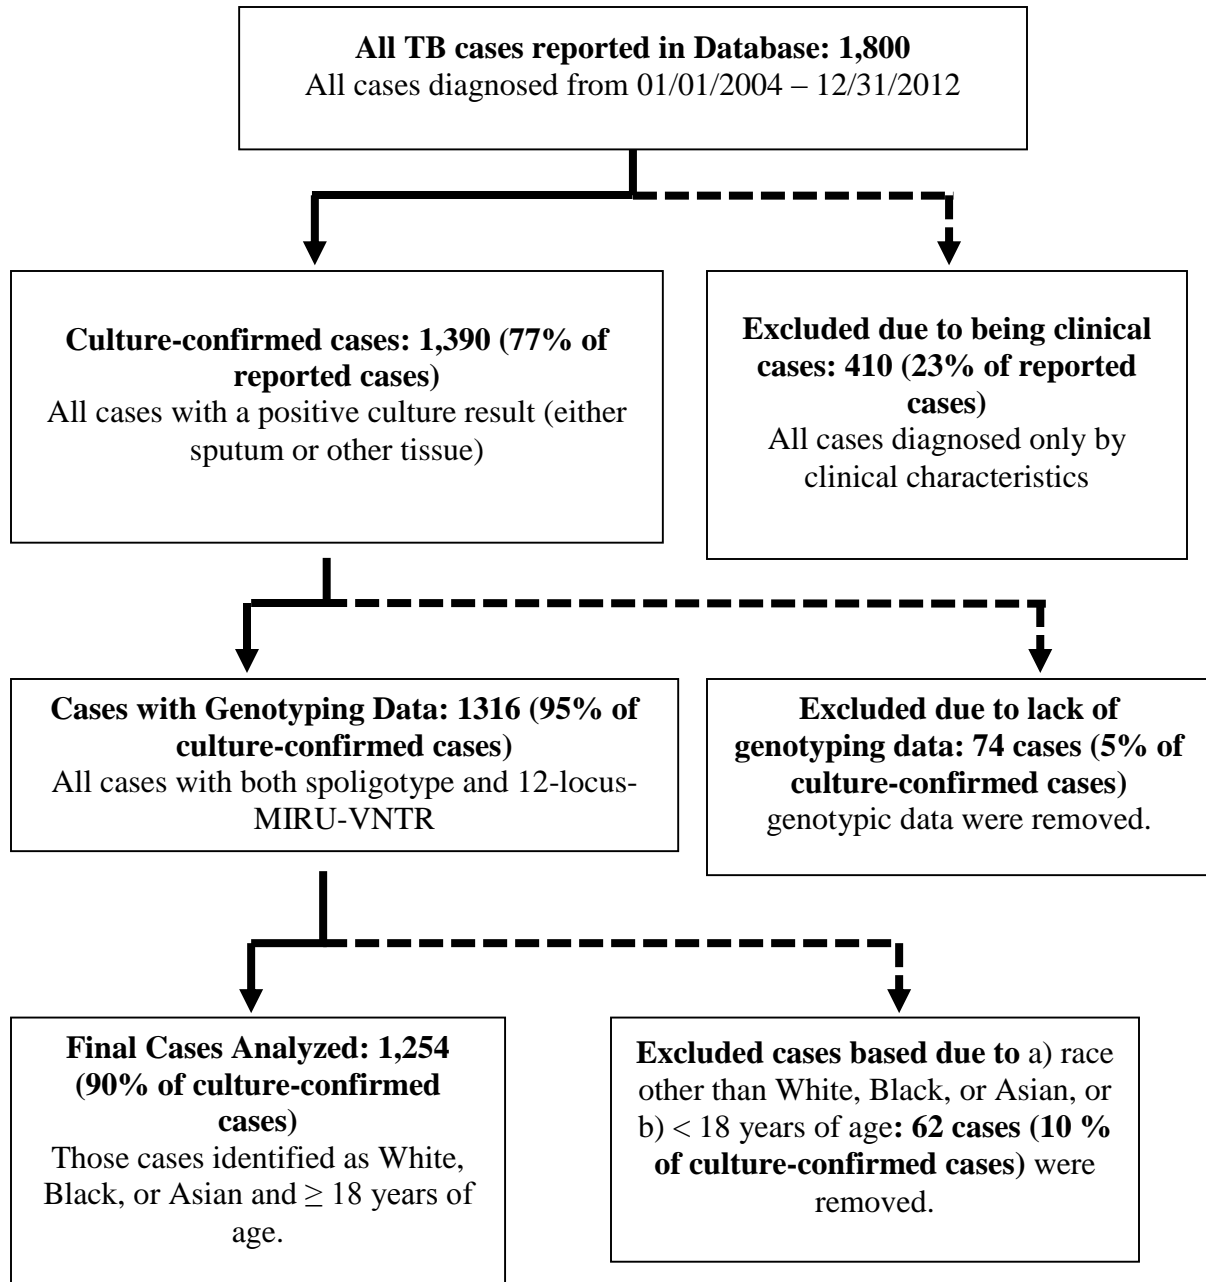 All TB cases reported in Database: 1,800
All cases diagnosed from 01/01/2004 – 12/31/2012
Culture-confirmed cases: 1,390 (77% of
reported cases)
All cases with a positive culture result (either
sputum or other tissue)
Excluded due to being clinical
cases: 410 (23% of reported
cases)
All cases diagnosed only by
clinical characteristics
Cases with Genotyping Data: 1316 (95% of
culture-confirmed cases)
All cases with both spoligotype and 12-locus-
MIRU-VNTR
Excluded due to lack of
genotyping data: 74 cases (5% of
culture-confirmed cases)
genotypic data were removed.
Final Cases Analyzed: 1,254
(90% of culture-confirmed
cases)
Those cases identified as White,
Black, or Asian and ≥ 18 years of
age.
Excluded cases based due to a) race
other than White, Black, or Asian, or
b) < 18 years of age: 62 cases (10 %
of culture-confirmed cases) were
removed.